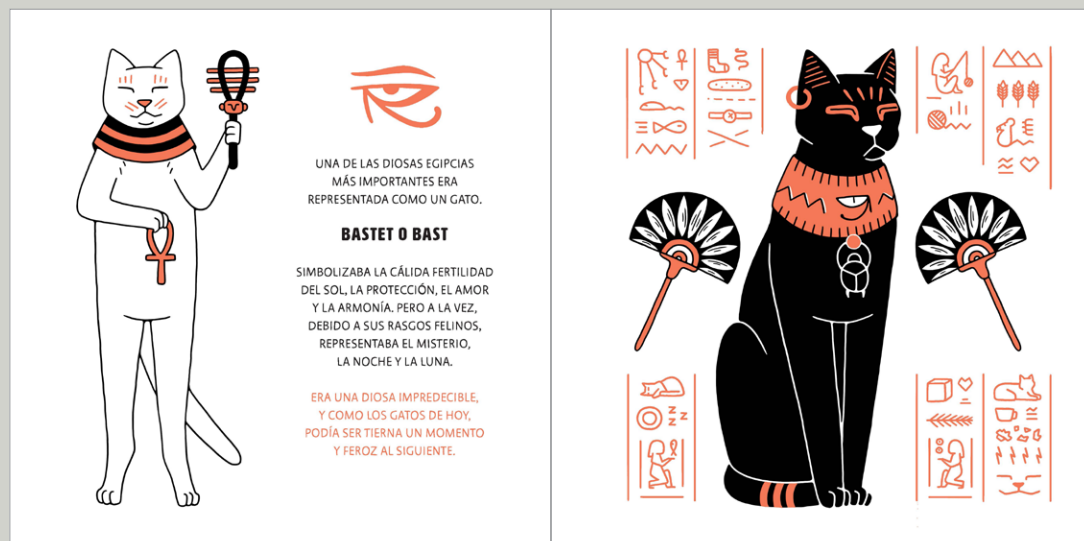 UNA DE LAS DIOSAS EGIPCIAS
MÁS IMPORTANTES ERA
REPRESENTADA COMO UN GATO.
BASTET O BAST
SIMBOLIZABA LA CÁLIDA FERTILIDAD
DEL SOL, LA PROTECCIÓN, EL AMOR
Y LA ARMONÍA. PERO A LA VEZ,
DEBIDO A SUS RASGOS FELINOS,
REPRESENTABA EL MISTERIO,
LA NOCHE Y LA LUNA.
ERA UNA DIOSA IMPREDECIBLE,
Y COMO LOS GATOS DE HOY,
PODÍA SER TIERNA UN MOMENTO
Y FEROZ AL SIGUIENTE.
Z
Z Z